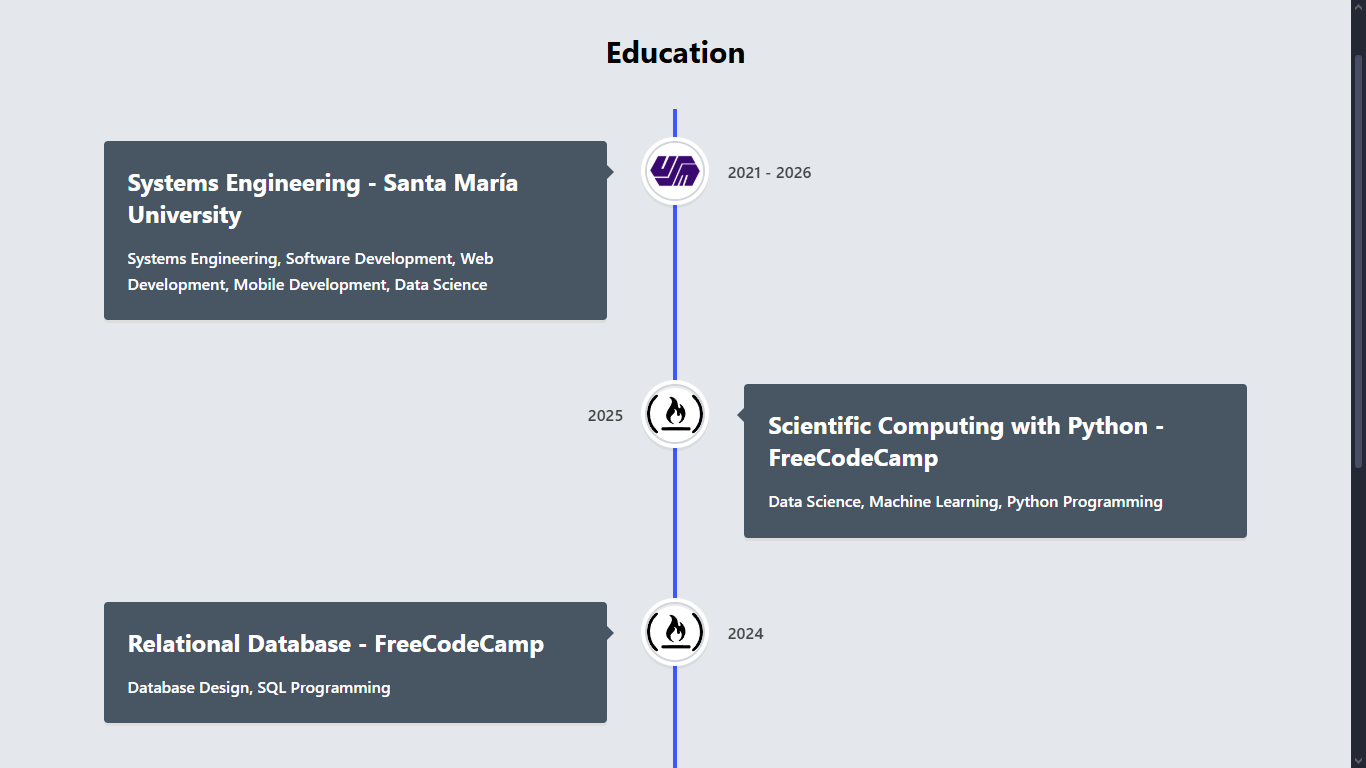 Education
Systems Engineering - Santa María
University
Systems Engineering, Software Development, Web
Development, Mobile Development, Data Science
2021 - 2026
2025
Scientific Computing with Python -
FreeCodeCamp
Data Science, Machine Learning, Python Programming
Relational Database - FreeCodeCamp
Database Design, SQL Programming
2024